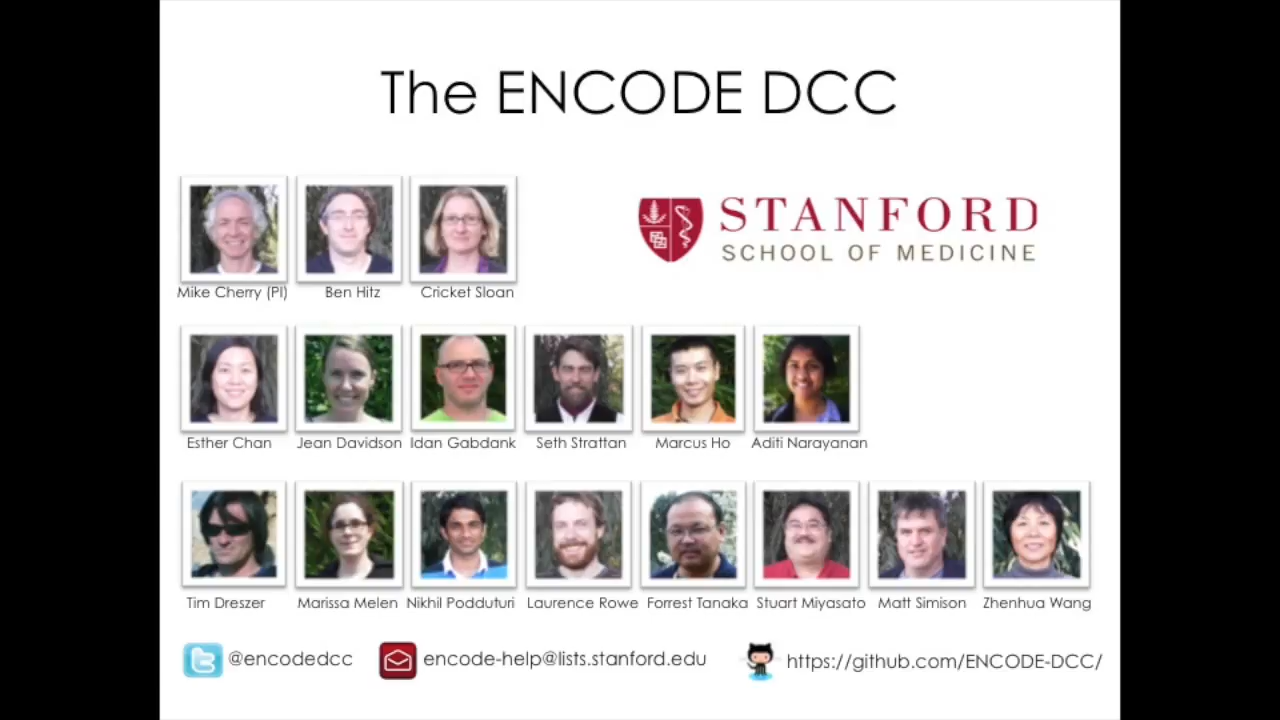 The ENCODE DCC
STANFORD
SCHOOL OF MEDICINE
Mike Cherry (PI) Ben Hitz Cricket Sloan
Esther Chan Jean Davidson Idan Gabdank Seth Strattan Marcus Ho Aditi Narayanan
Tim Dreszer Marissa Melen Nikhil Podduturi Laurence Rowe Forrest Tanaka Stuart Miyasato Matt Simison Zhenhua Wang
@encodedcc encode-help@lists.stanford.edu https://github.com/ENCODE-DCC/